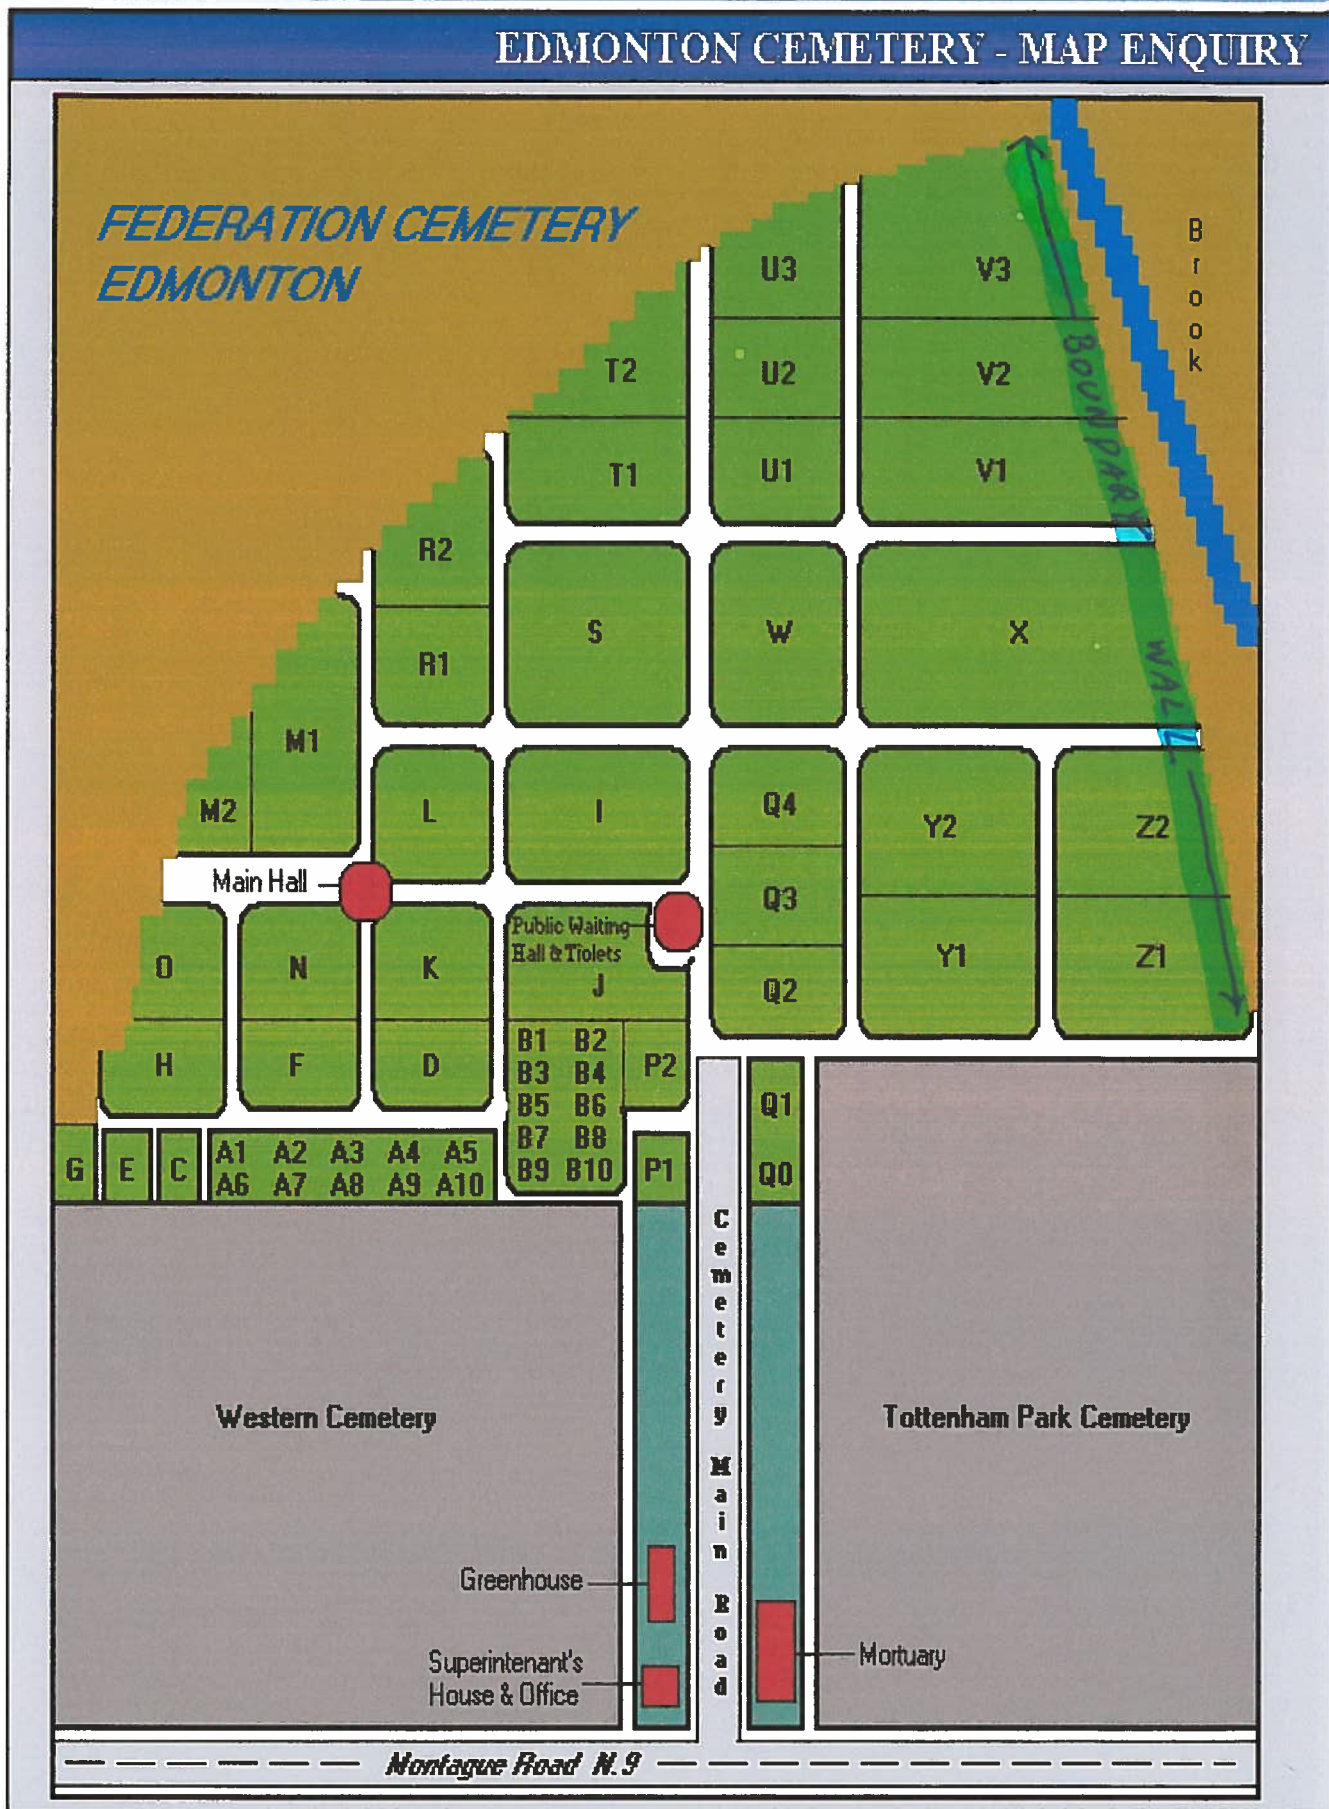 EDMONTON CEMETERY - MAP ENQUIRY
FEDERATION CEMETERY
EDMONTON
Brook
U3
V3
T2
U2
V2
BOUNDARY
T1
U1
V1
R2
S
W
X
R1
WALL
M1
M2
L
I
Q4
Y2
Z2
Main Hall
Q3
Public Waiting
Hall & Tiolets
O
N
K
J
Y1
Z1
Q2
H
F
D
B1 B2
B3 B4
B5 B6
B7 B8
B9 B10
P2
Q1
G
E
C
A1 A2 A3 A4 A5
A6 A7 A8 A9 A10
P1
Q0
Cemetery Main Road
Western Cemetery
Tottenham Park Cemetery
Greenhouse
Superintenant's
House & Office
Mortuary
Montague Road N.9